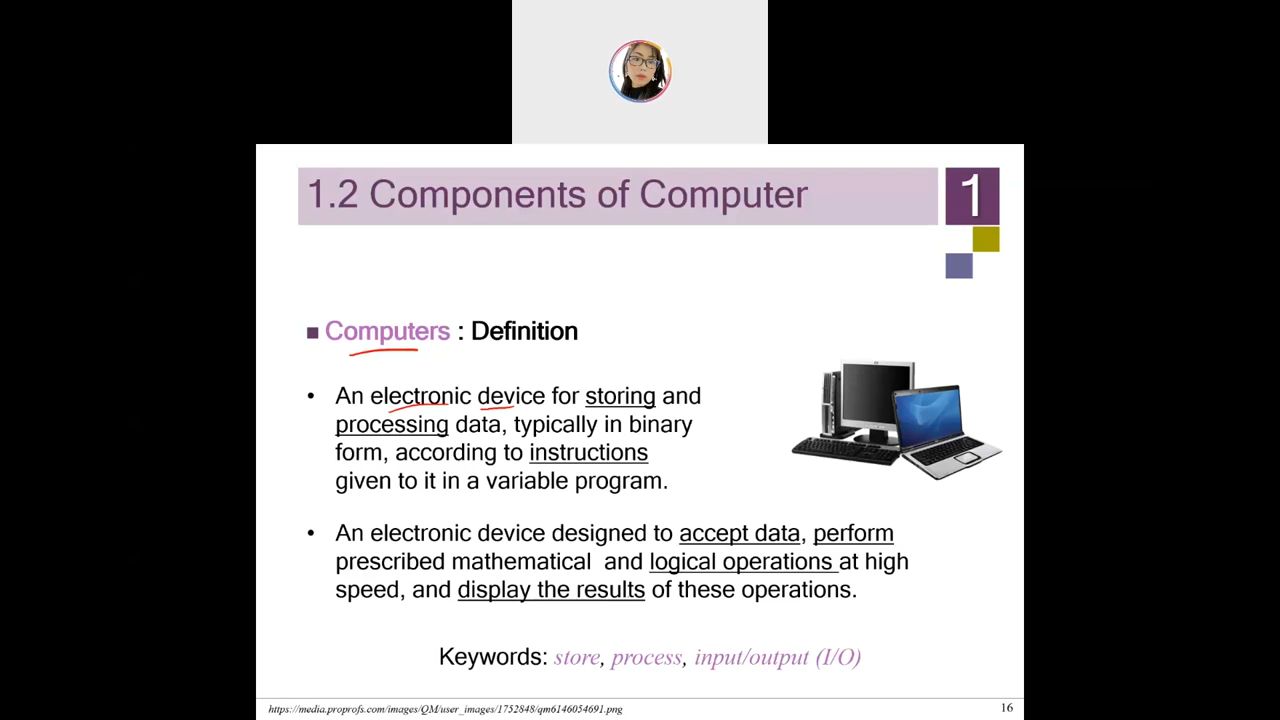 1.2 Components of Computer
1
Computers : Definition
• An electronic device for storing and
processing data, typically in binary
form, according to instructions
given to it in a variable program.
• An electronic device designed to accept data, perform
prescribed mathematical and logical operations at high
speed, and display the results of these operations.
Keywords: store, process, input/output (I/O)
https://media.proprofs.com/images/QM/user_images/1752848/qm6146054691.png
16